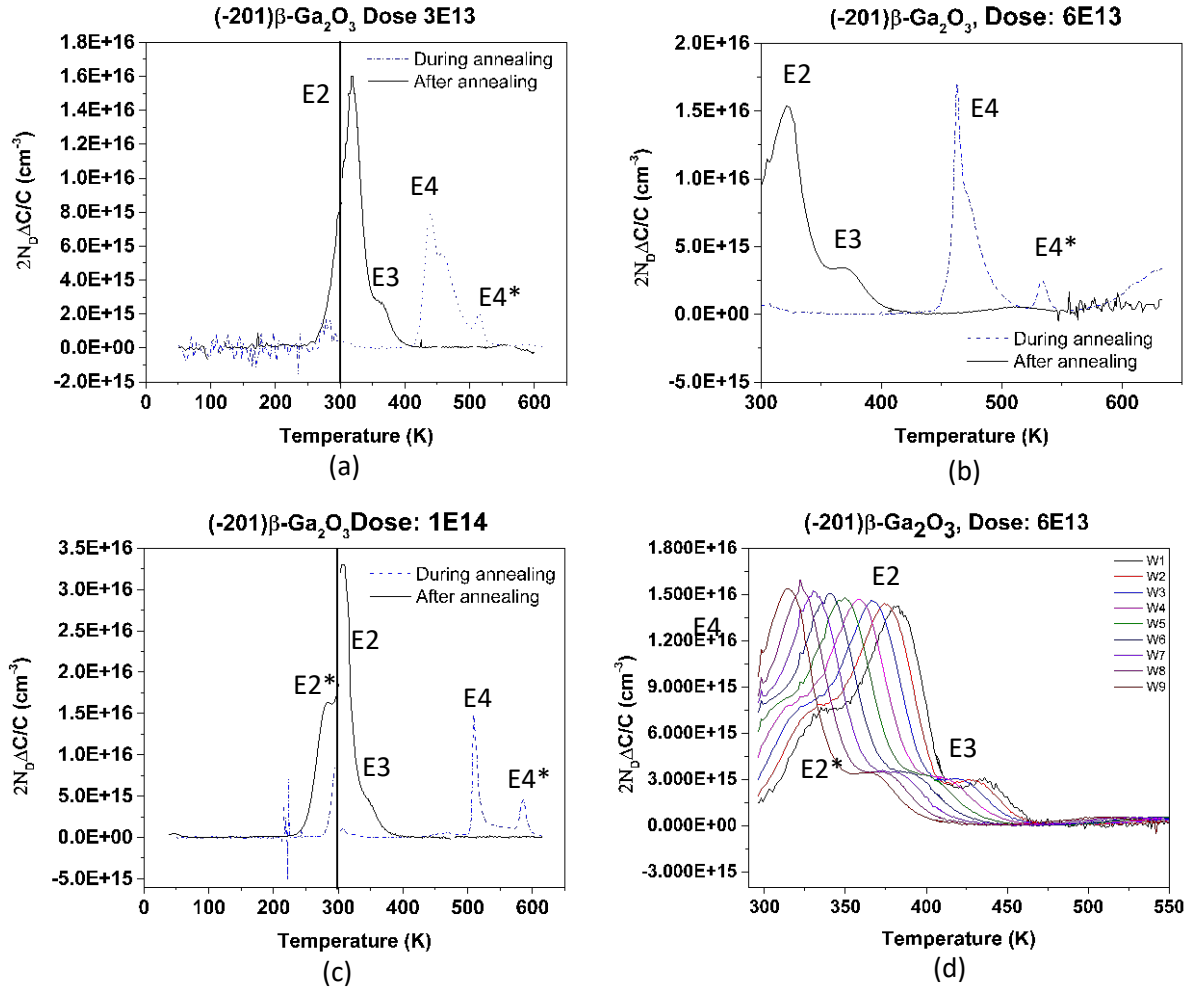 (-201)β-Ga₂O₃ Dose 3E13
2N_DΔC/C (cm⁻³)
1.8E+16
1.6E+16
1.4E+16
1.2E+16
1.0E+16
8.0E+15
6.0E+15
4.0E+15
2.0E+15
0.0E+00
-2.0E+15
During annealing
After annealing
E2
E3
E4
E4*
0 100 200 300 400 500 600
Temperature (K)
(a)
(-201)β-Ga₂O₃, Dose: 6E13
2N_DΔC/C (cm⁻³)
2.0E+16
1.5E+16
1.0E+16
5.0E+15
0.0E+00
-5.0E+15
E2
E3
E4
E4*
During annealing
After annealing
300 400 500 600
Temperature (K)
(b)
(-201)β-Ga₂O₃Dose: 1E14
2N_DΔC/C (cm⁻³)
3.5E+16
3.0E+16
2.5E+16
2.0E+16
1.5E+16
1.0E+16
5.0E+15
0.0E+00
-5.0E+15
During annealing
After annealing
E2*
E2
E3
E4
E4*
0 100 200 300 400 500 600
Temperature (K)
(c)
(-201)β-Ga₂O₃, Dose: 6E13
2N_DΔC/C (cm⁻³)
1.800E+16
1.500E+16
1.200E+16
9.000E+15
6.000E+15
3.000E+15
0.000E+00
-3.000E+15
E4
E2
E2*
E3
W1
W2
W3
W4
W5
W6
W7
W8
W9
300 350 400 450 500 550
Temperature (K)
(d)